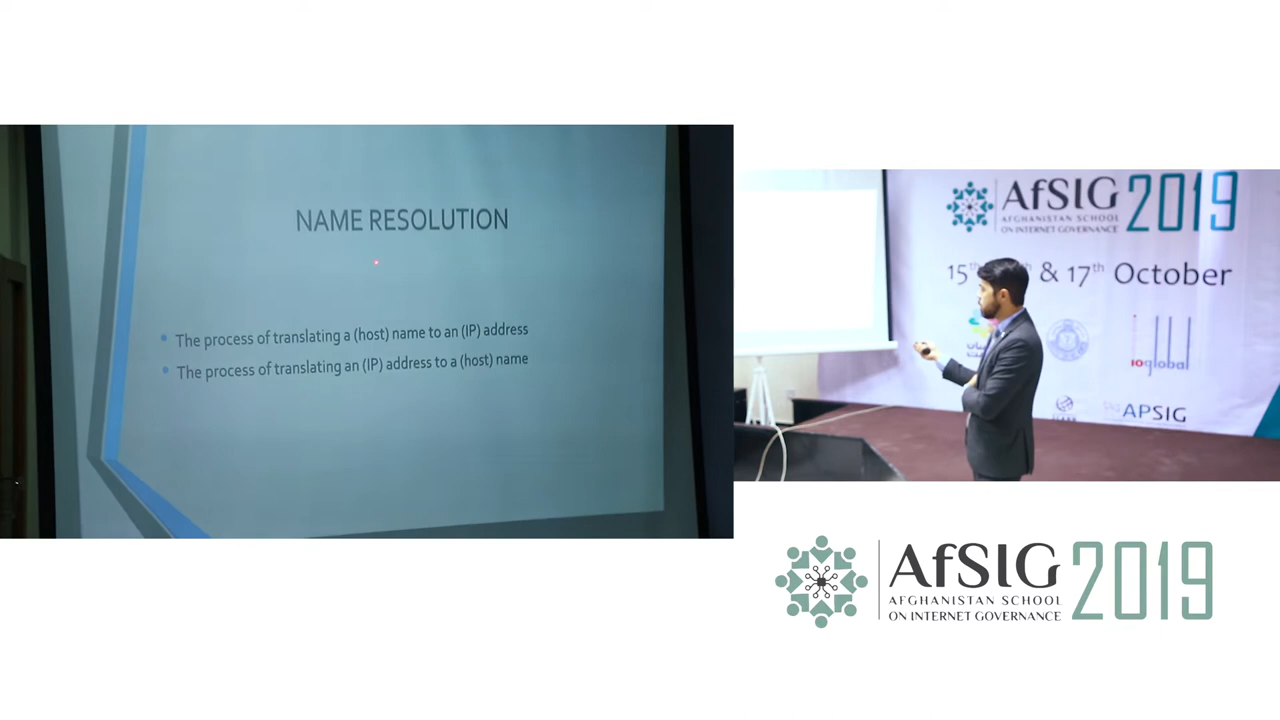 NAME RESOLUTION
• The process of translating a (host) name to an (IP) address
• The process of translating an (IP) address to a (host) name
AfSIG 2019
AFGHANISTAN SCHOOL
ON INTERNET GOVERNANCE
15th & 17th October
ioglobal
APSIG
AfSIG 2019
AFGHANISTAN SCHOOL
ON INTERNET GOVERNANCE